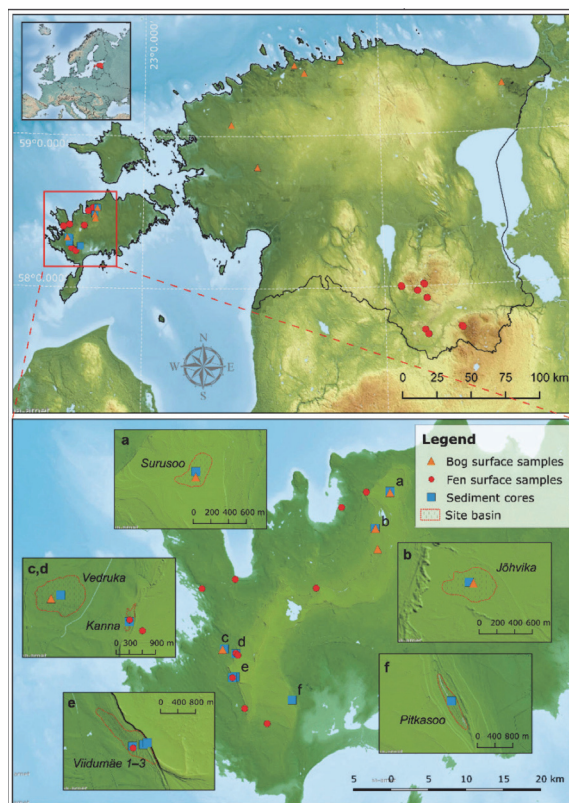 23°0.000
59°0.000
58°0.000
N
W E
S
0 25 50 75 100 km
Legend
Bog surface samples
Fen surface samples
Sediment cores
Site basin
a
Surusoo
0 200 400 600 m
a
b
c,d
Vedruka
Kanna
0 300 900 m
b
Jõhvika
0 200 400 600 m
c
d
e
f
e
0 400 800 m
Viidumäe 1–3
f
Pitkasoo
0 400 800 m
5 0 5 10 15 20 km